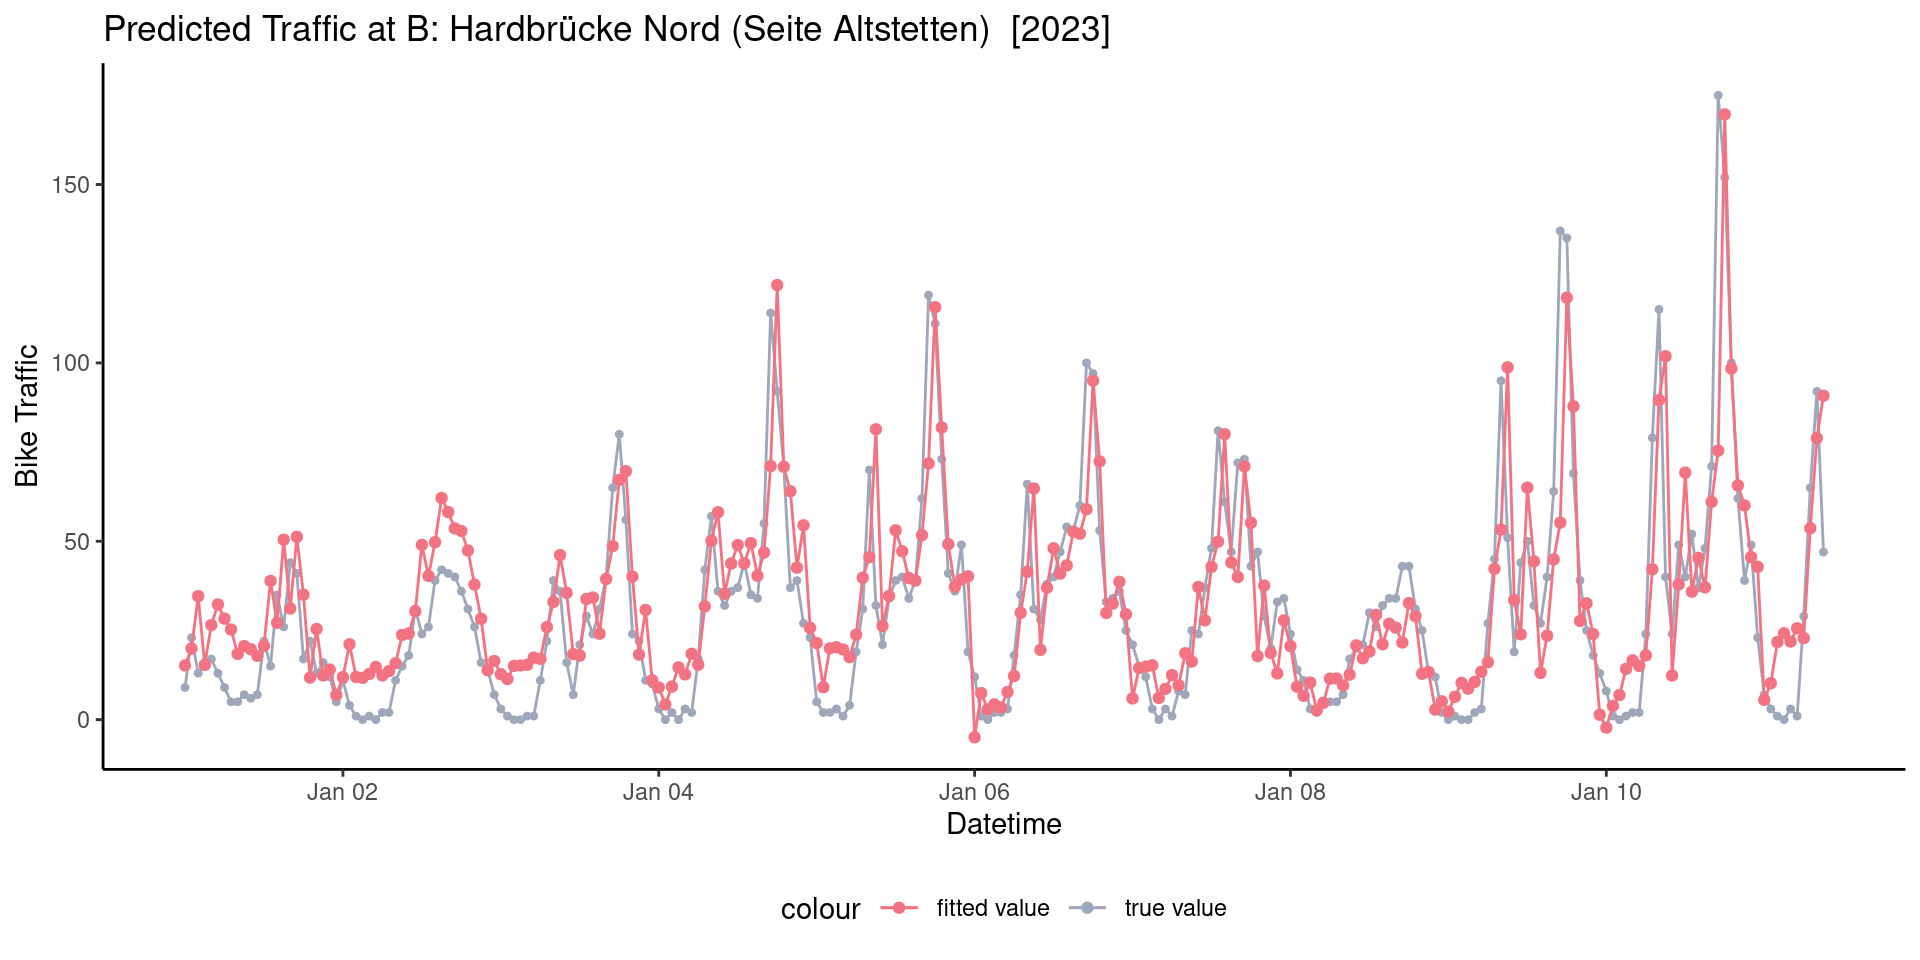 Predicted Traffic at B: Hardbrücke Nord (Seite Altstetten)  [2023]
Bike Traffic
150
100
50
0
Jan 02 Jan 04 Jan 06 Jan 08 Jan 10
Datetime
colour fitted value true value